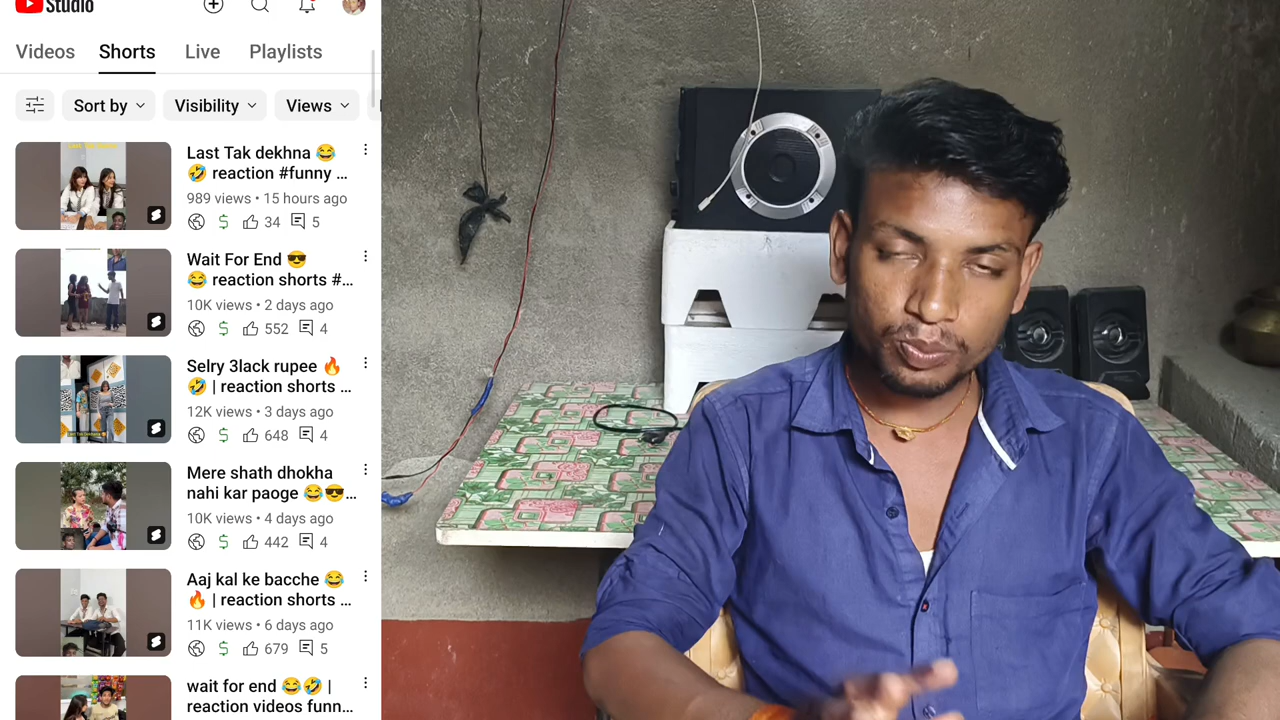 Studio
Videos Shorts Live Playlists
Sort by Visibility Views
Last Tak dekhna 😂
🤣 reaction #funny ...
989 views • 15 hours ago
34 5
Wait For End 😎
😂 reaction shorts #...
10K views • 2 days ago
552 4
Selry 3lack rupee 🔥
🤣 | reaction shorts ...
12K views • 3 days ago
648 4
Mere shath dhokha
nahi kar paoge 😂😎...
10K views • 4 days ago
442 4
Aaj kal ke bacche 😂
🔥 | reaction shorts ...
11K views • 6 days ago
679 5
wait for end 😂🤣 |
reaction videos funn...